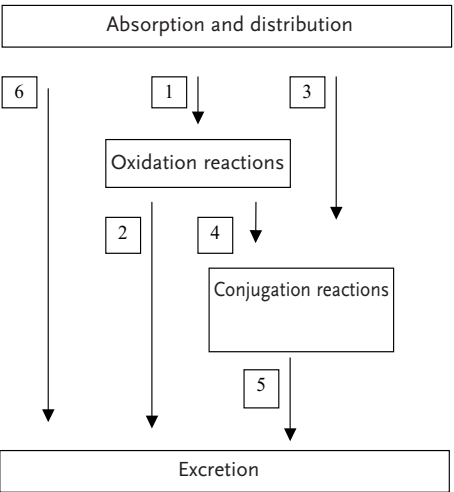 Absorption and distribution
6
1
3
Oxidation reactions
2
4
Conjugation reactions
5
Excretion